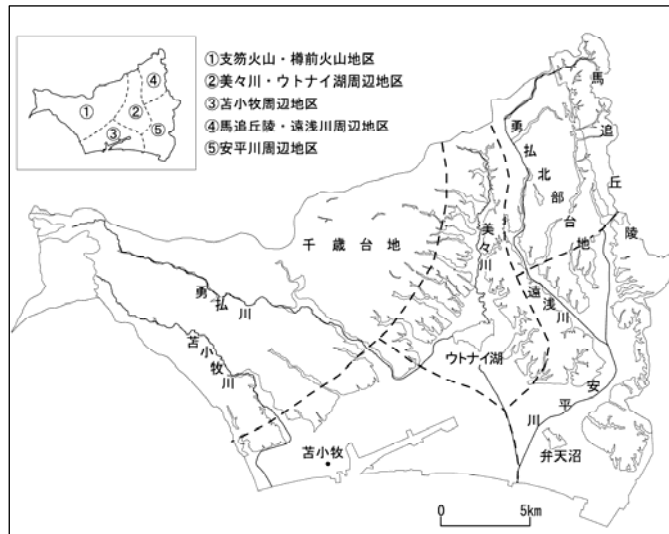 ①支笏火山・樽前火山地区
②美々川・ウトナイ湖周辺地区
③苫小牧周辺地区
④馬追丘陵・遠浅川周辺地区
⑤安平川周辺地区
①
②
③
④
⑤
馬追丘陵
勇払北部台地
美々川
千歳台地
勇払川
遠浅川
苫小牧川
ウトナイ湖
安平川
弁天沼
苫小牧
0 5km